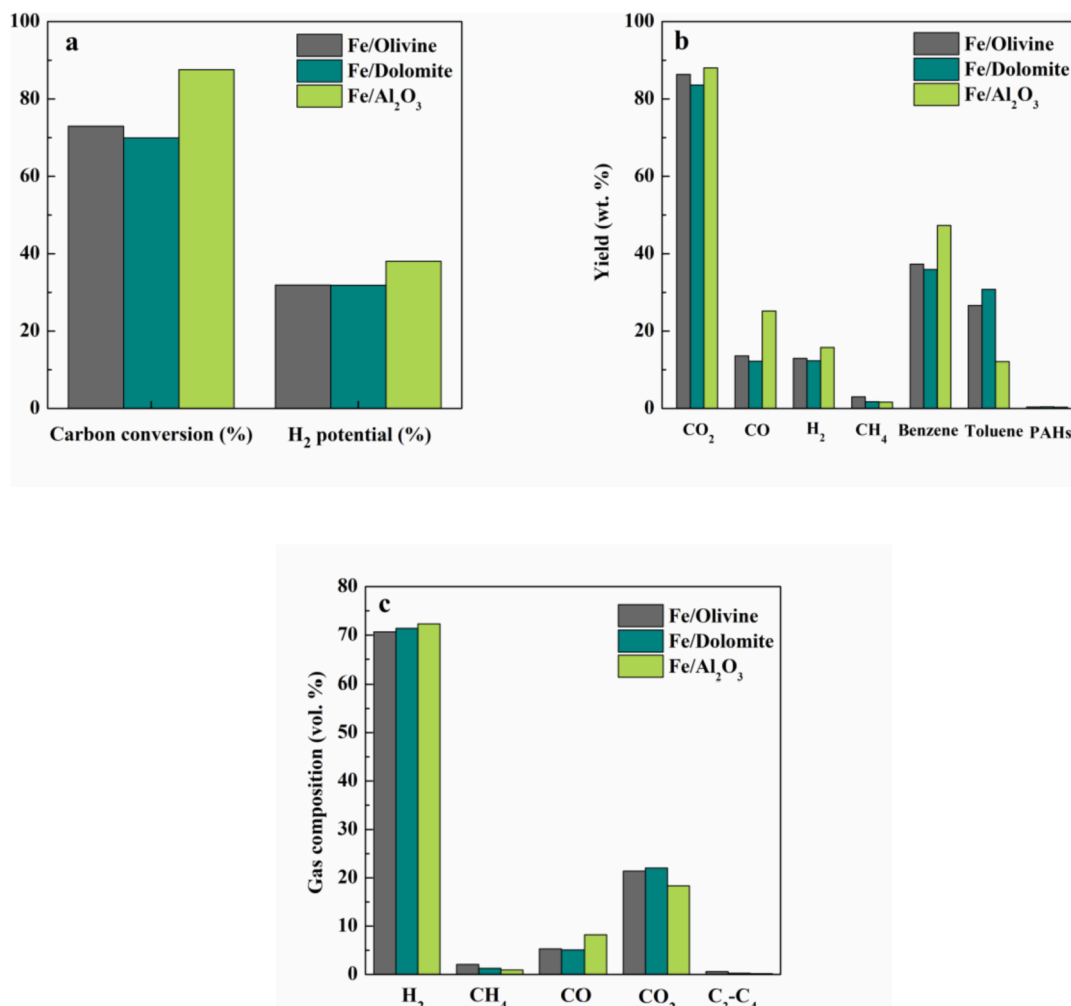 a
Fe/Olivine
Fe/Dolomite
Fe/Al₂O₃
100
80
60
40
20
0
Carbon conversion (%) H₂ potential (%)
b
Fe/Olivine
Fe/Dolomite
Fe/Al₂O₃
Yield (wt. %)
100
80
60
40
20
0
CO₂ CO H₂ CH₄ Benzene Toluene PAHs
c
Fe/Olivine
Fe/Dolomite
Fe/Al₂O₃
Gas composition (vol. %)
80
70
60
50
40
30
20
10
0
H₂ CH₄ CO CO₂ C₂-C₄